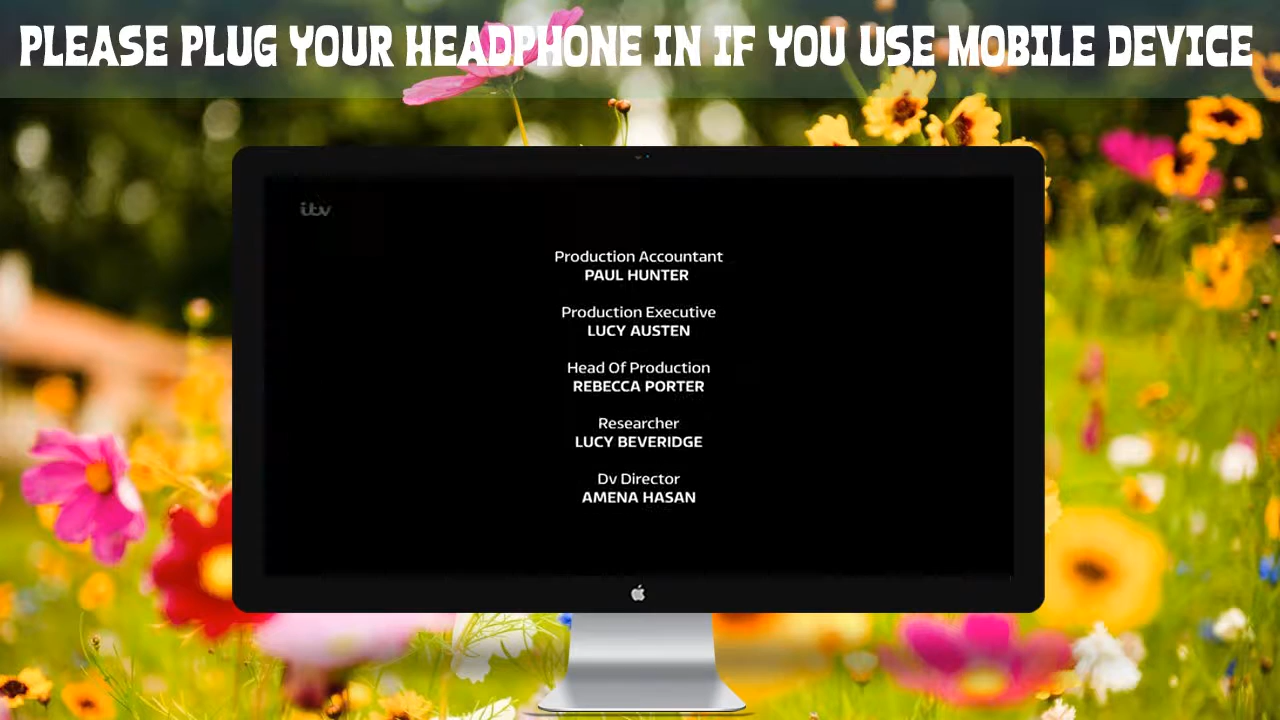 PLEASE PLUG YOUR HEADPHONE IN IF YOU USE MOBILE DEVICE
itv
Production Accountant
PAUL HUNTER
Production Executive
LUCY AUSTEN
Head Of Production
REBECCA PORTER
Researcher
LUCY BEVERIDGE
Dv Director
AMENA HASAN